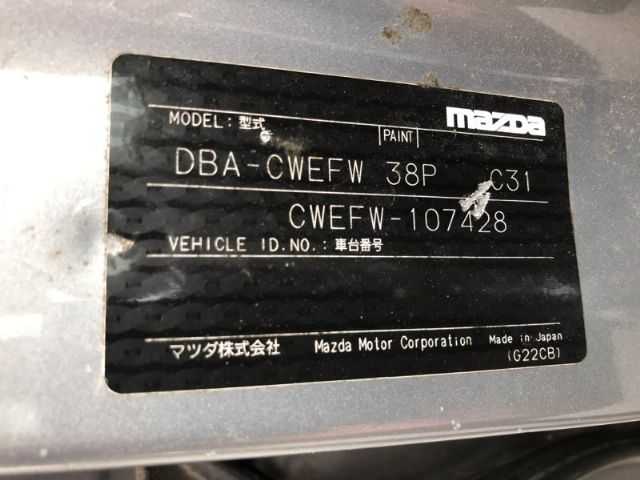 mazda
MODEL: 型式
PAINT
DBA-CWEFW 38P C31
CWEFW-107428
VEHICLE ID.NO.: 車台番号
マツダ株式会社 Mazda Motor Corporation Made in Japan
(G22CB)